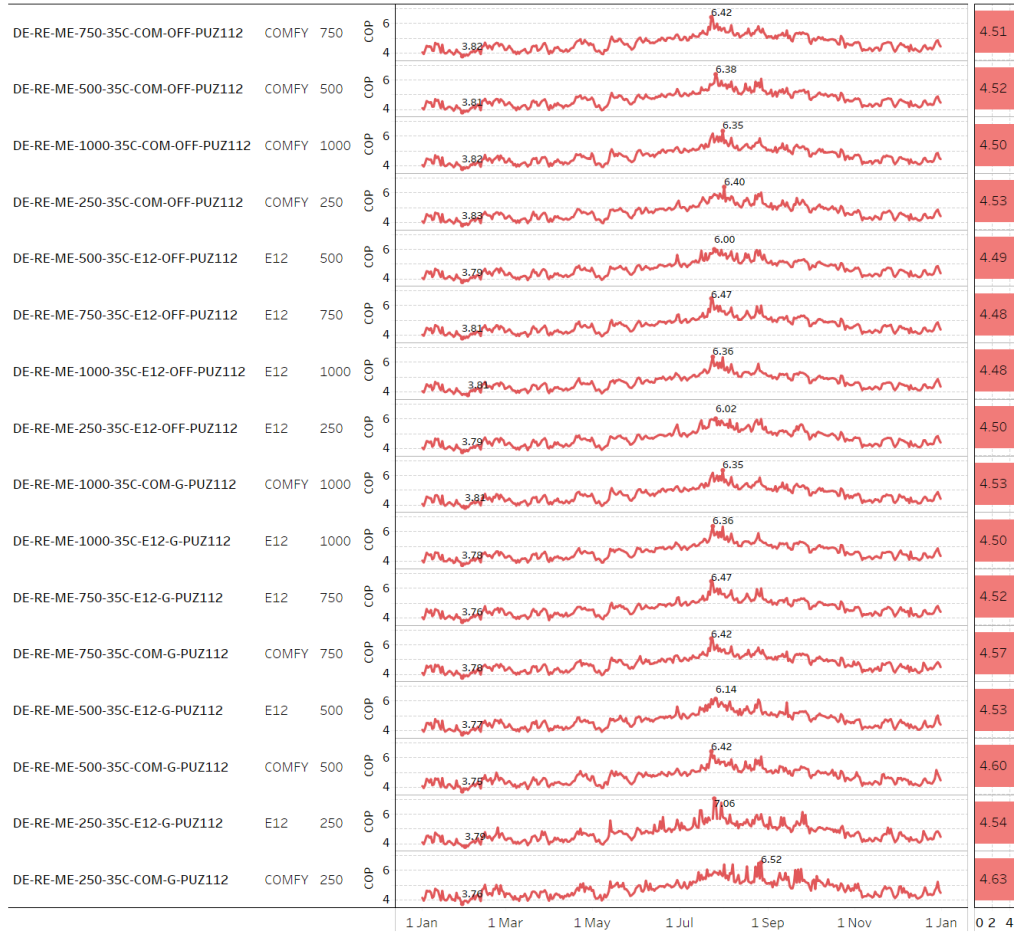 DE-RE-ME-750-35C-COM-OFF-PUZ112 COMFY 750 COP 6 4 3.82 6.42 4.51
DE-RE-ME-500-35C-COM-OFF-PUZ112 COMFY 500 COP 6 4 3.81 6.38 4.52
DE-RE-ME-1000-35C-COM-OFF-PUZ112 COMFY 1000 COP 6 4 3.82 6.35 4.50
DE-RE-ME-250-35C-COM-OFF-PUZ112 COMFY 250 COP 6 4 3.83 6.40 4.53
DE-RE-ME-500-35C-E12-OFF-PUZ112 E12 500 COP 6 4 3.79 6.00 4.49
DE-RE-ME-750-35C-E12-OFF-PUZ112 E12 750 COP 6 4 3.81 6.47 4.48
DE-RE-ME-1000-35C-E12-OFF-PUZ112 E12 1000 COP 6 4 3.81 6.36 4.48
DE-RE-ME-250-35C-E12-OFF-PUZ112 E12 250 COP 6 4 3.79 6.02 4.50
DE-RE-ME-1000-35C-COM-G-PUZ112 COMFY 1000 COP 6 4 3.81 6.35 4.53
DE-RE-ME-1000-35C-E12-G-PUZ112 E12 1000 COP 6 4 3.78 6.36 4.50
DE-RE-ME-750-35C-E12-G-PUZ112 E12 750 COP 6 4 3.76 6.47 4.52
DE-RE-ME-750-35C-COM-G-PUZ112 COMFY 750 COP 6 4 3.78 6.42 4.57
DE-RE-ME-500-35C-E12-G-PUZ112 E12 500 COP 6 4 3.77 6.14 4.53
DE-RE-ME-500-35C-COM-G-PUZ112 COMFY 500 COP 6 4 3.75 6.42 4.60
DE-RE-ME-250-35C-E12-G-PUZ112 E12 250 COP 6 4 3.79 7.06 4.54
DE-RE-ME-250-35C-COM-G-PUZ112 COMFY 250 COP 6 4 3.76 6.52 4.63
1 Jan 1 Mar 1 May 1 Jul 1 Sep 1 Nov 1 Jan 0 2 4